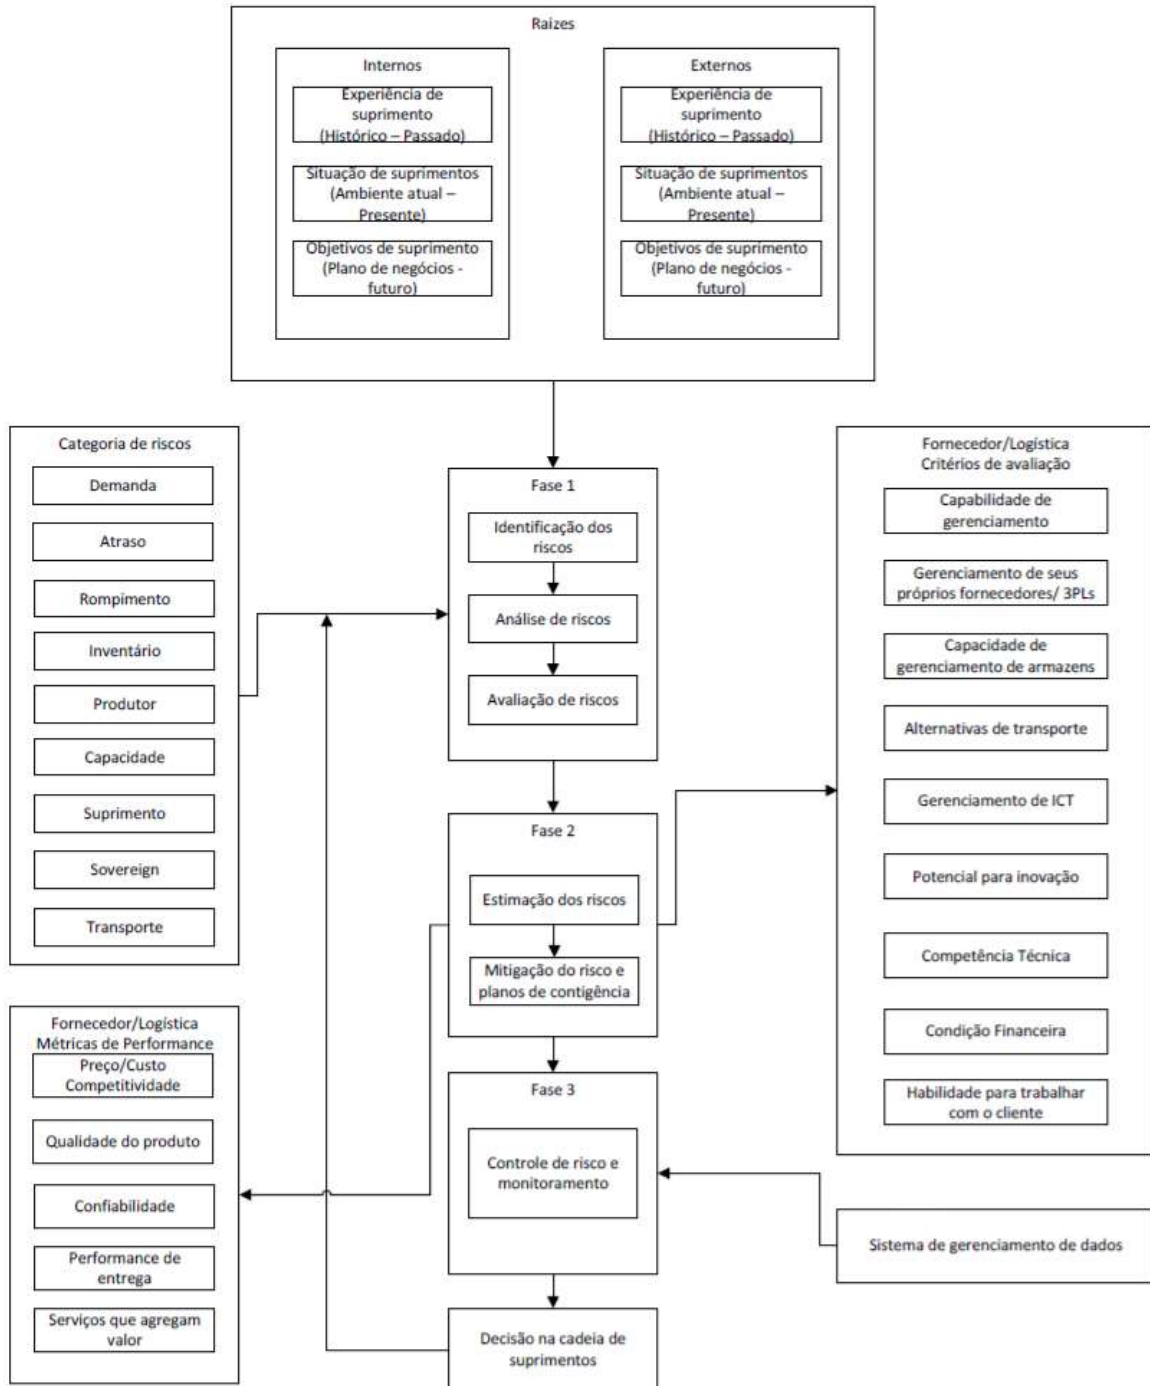 Raizes
Internos
Experiência de
suprimento
(Histórico – Passado)
Situação de suprimentos
(Ambiente atual –
Presente)
Objetivos de suprimento
(Plano de negócios -
futuro)
Externos
Experiência de
suprimento
(Histórico – Passado)
Situação de suprimentos
(Ambiente atual –
Presente)
Objetivos de suprimento
(Plano de negócios -
futuro)
Categoria de riscos
Demanda
Atraso
Rompimento
Inventário
Produtor
Capacidade
Suprimento
Sovereign
Transporte
Fornecedor/Logística
Métricas de Performance
Preço/Custo
Competitividade
Qualidade do produto
Confiabilidade
Performance de
entrega
Serviços que agregam
valor
Fase 1
Identificação dos
riscos
Análise de riscos
Avaliação de riscos
Fase 2
Estimação dos riscos
Mitigação do risco e
planos de contigência
Fase 3
Controle de risco e
monitoramento
Decisão na cadeia de
suprimentos
Fornecedor/Logística
Critérios de avaliação
Capabilidade de
gerenciamento
Gerenciamento de seus
próprios fornecedores/ 3PLs
Capacidade de
gerenciamento de armazens
Alternativas de transporte
Gerenciamento de ICT
Potencial para inovação
Competência Técnica
Condição Financeira
Habilidade para trabalhar
com o cliente
Sistema de gerenciamento de dados